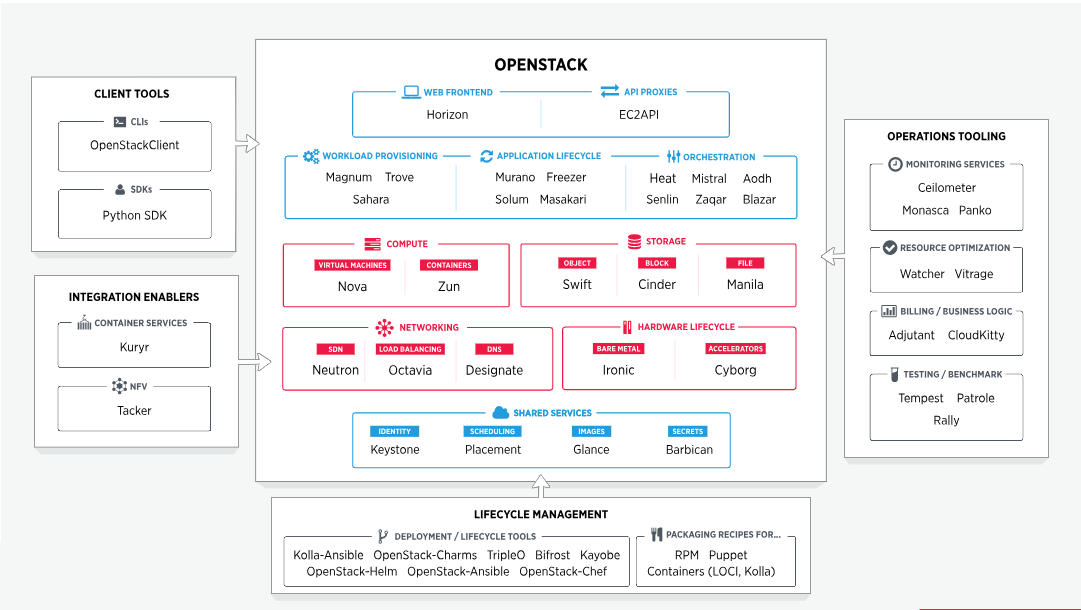 OPENSTACK
WEB FRONTEND
API PROXIES
Horizon
EC2API
WORKLOAD PROVISIONING
APPLICATION LIFECYCLE
ORCHESTRATION
Magnum Trove
Sahara
Murano Freezer
Solum Masakari
Heat Mistral Aodh
Senlin Zaqar Blazar
COMPUTE
VIRTUAL MACHINES
CONTAINERS
Nova
Zun
STORAGE
OBJECT
BLOCK
FILE
Swift
Cinder
Manila
NETWORKING
SDN
LOAD BALANCING
DNS
Neutron
Octavia
Designate
HARDWARE LIFECYCLE
BARE METAL
ACCELERATORS
Ironic
Cyborg
SHARED SERVICES
IDENTITY
SCHEDULING
IMAGES
SECRETS
Keystone
Placement
Glance
Barbican
CLIENT TOOLS
CLIs
OpenStackClient
SDKs
Python SDK
INTEGRATION ENABLERS
CONTAINER SERVICES
Kuryr
NFV
Tacker
OPERATIONS TOOLING
MONITORING SERVICES
Ceilometer
Monasca Panko
RESOURCE OPTIMIZATION
Watcher Vitrage
BILLING / BUSINESS LOGIC
Adjutant CloudKitty
TESTING / BENCHMARK
Tempest Patrole
Rally
LIFECYCLE MANAGEMENT
DEPLOYMENT / LIFECYCLE TOOLS
Kolla-Ansible OpenStack-Charms TripleO Bifrost Kayobe
OpenStack-Helm OpenStack-Ansible OpenStack-Chef
PACKAGING RECIPES FOR...
RPM Puppet
Containers (LOCI, Kolla)